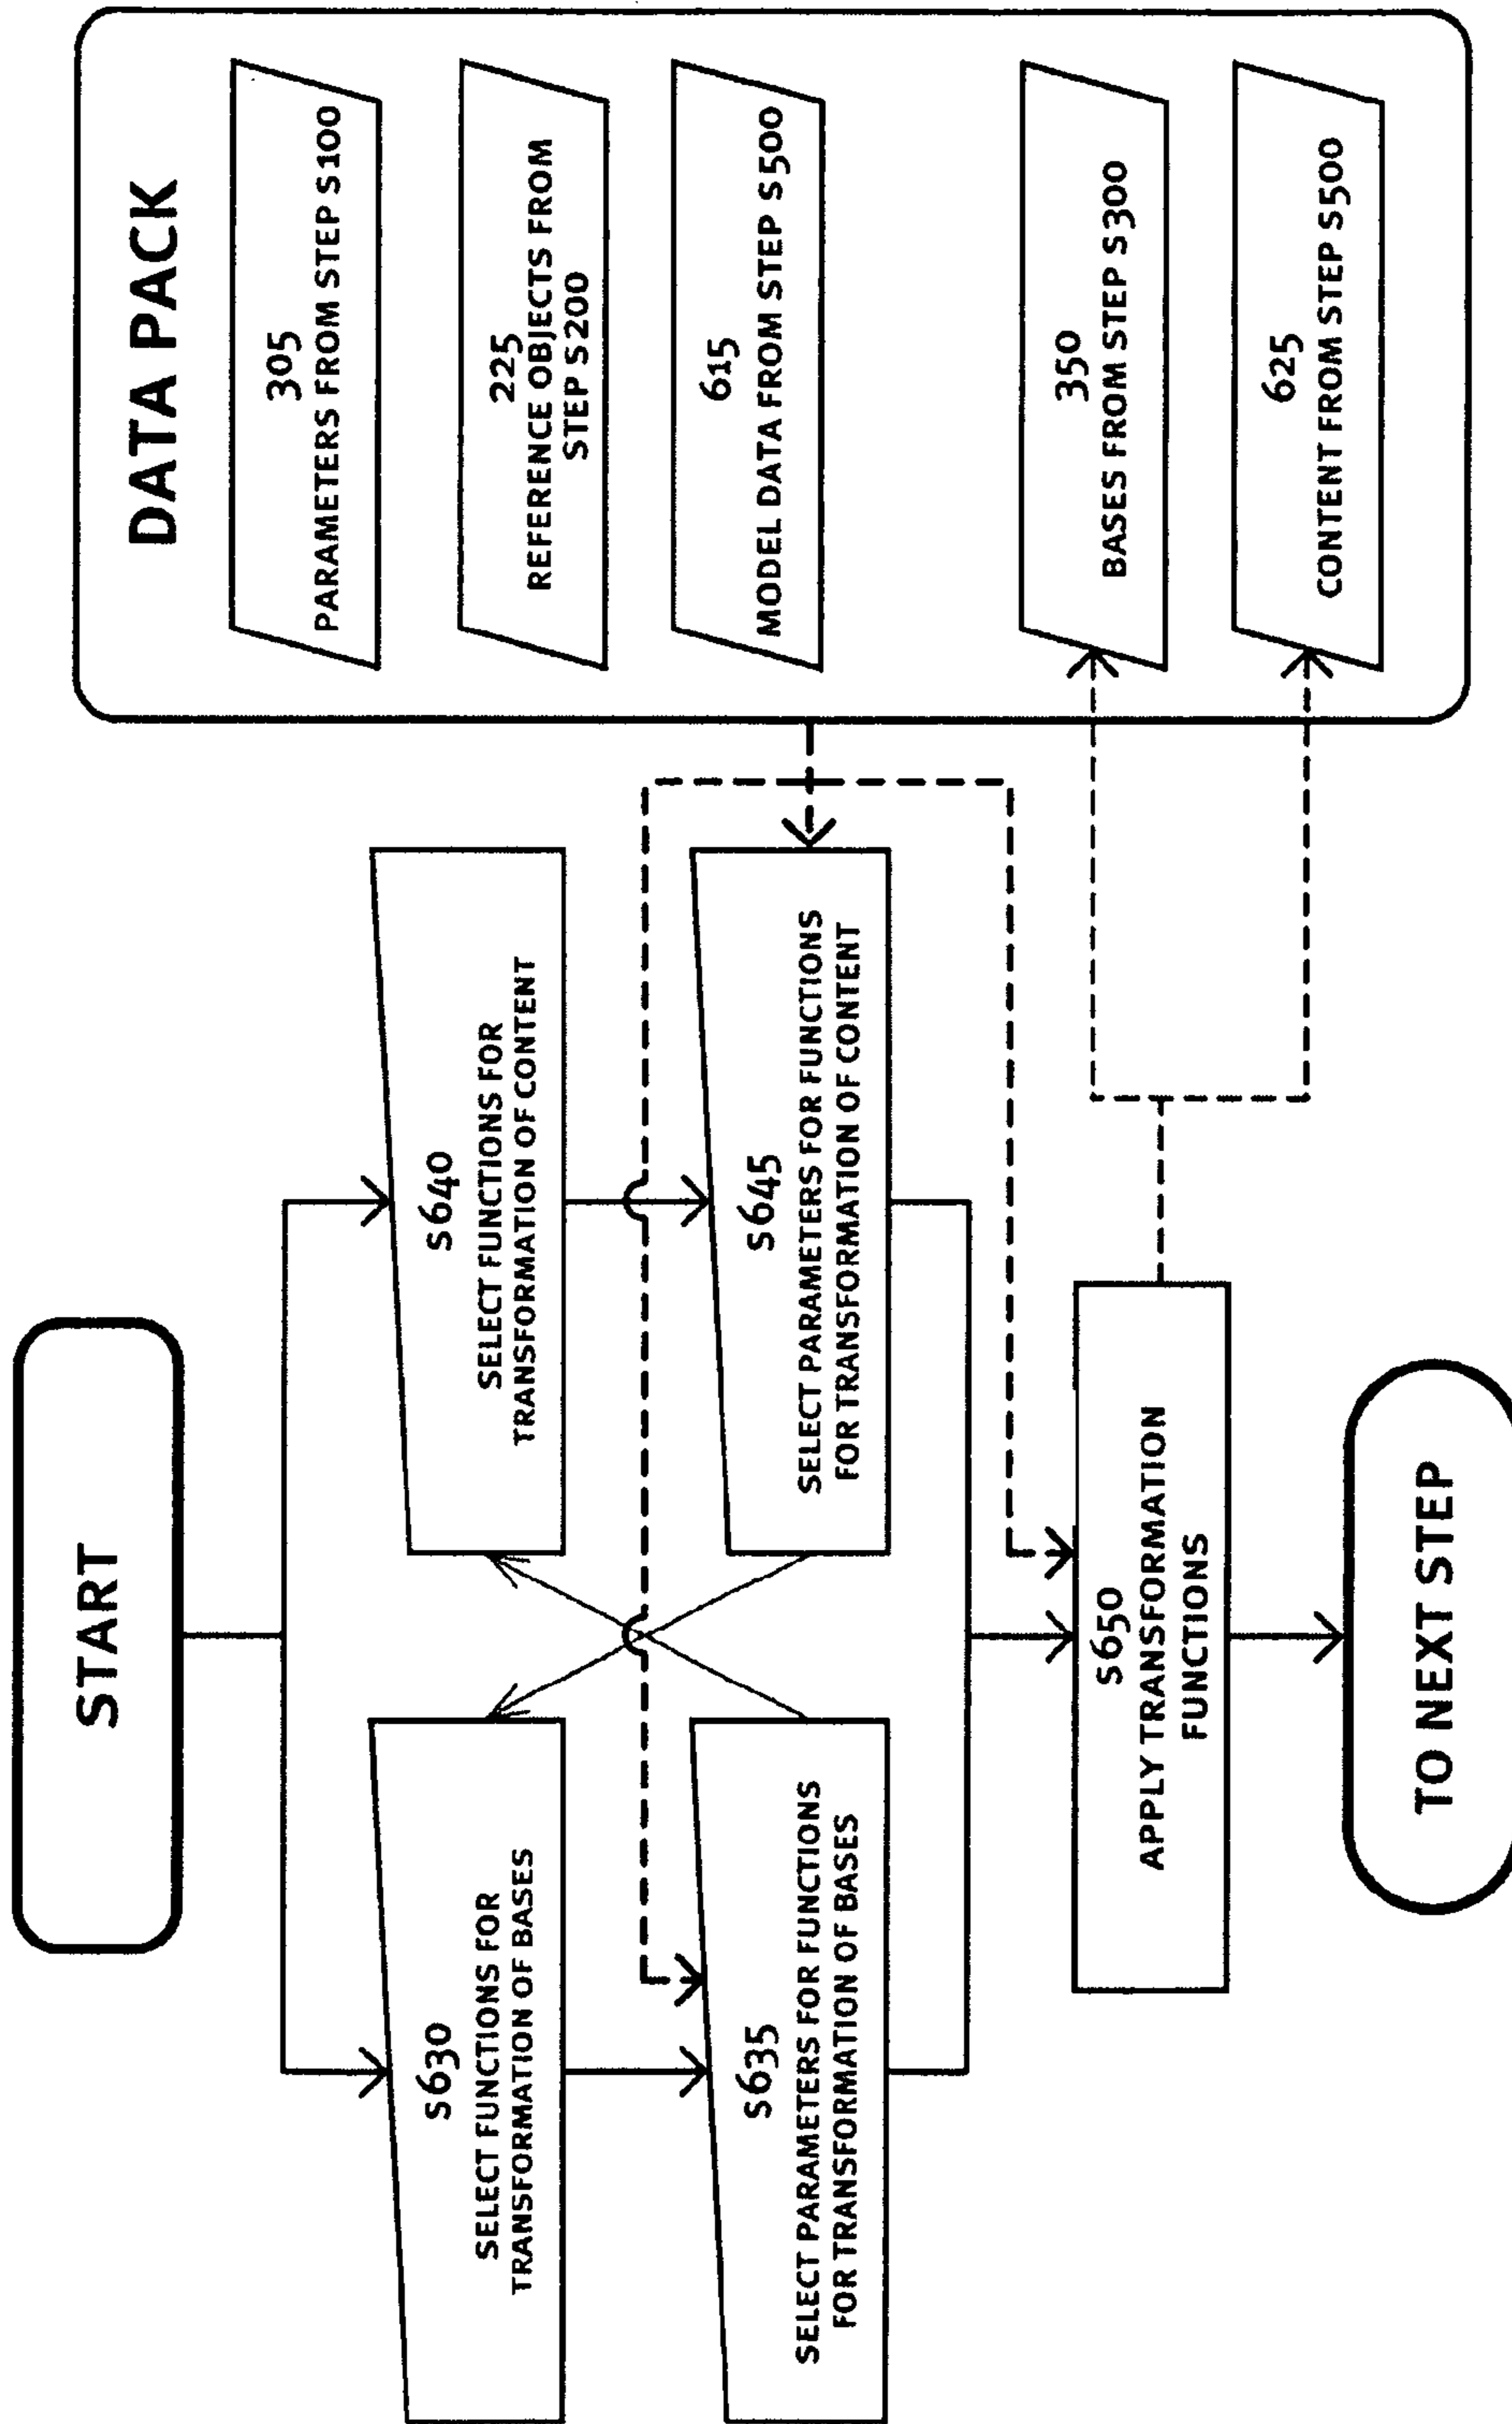 START
S630
SELECT FUNCTIONS FOR
TRANSFORMATION OF BASES
S640
SELECT FUNCTIONS FOR
TRANSFORMATION OF CONTENT
S635
SELECT PARAMETERS FOR FUNCTIONS
FOR TRANSFORMATION OF BASES
S645
SELECT PARAMETERS FOR FUNCTIONS
FOR TRANSFORMATION OF CONTENT
S650
APPLY TRANSFORMATION
FUNCTIONS
TO NEXT STEP
DATA PACK
305
PARAMETERS FROM STEP S100
225
REFERENCE OBJECTS FROM
STEP S200
615
MODEL DATA FROM STEP S500
350
BASES FROM STEP S300
625
CONTENT FROM STEP S500